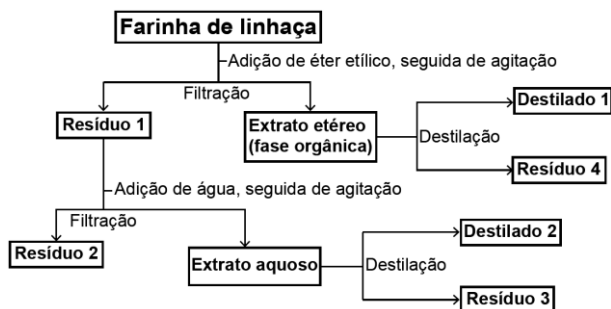 Farinha de linhaça
Adição de éter etílico, seguida de agitação
Filtração
Resíduo 1
Extrato etéreo
(fase orgânica)
Destilação
Destilado 1
Resíduo 4
Adição de água, seguida de agitação
Filtração
Resíduo 2
Extrato aquoso
Destilação
Destilado 2
Resíduo 3